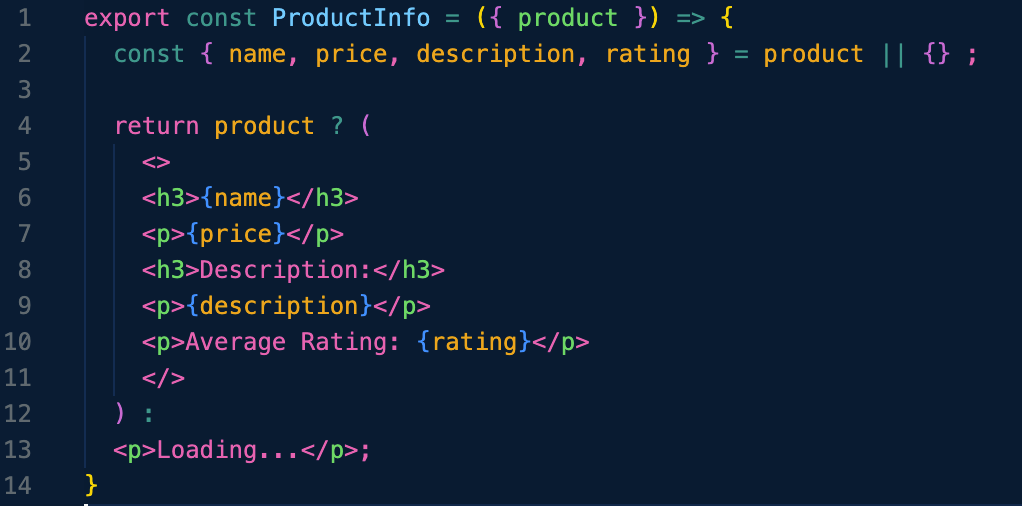 1 export const ProductInfo = ({ product }) => {
2 const { name, price, description, rating } = product || {} ;
3
4 return product ? (
5 <>
6 <h3>{name}</h3>
7 <p>{price}</p>
8 <h3>Description:</h3>
9 <p>{description}</p>
10 <p>Average Rating: {rating}</p>
11 </>
12 ) :
13 <p>Loading...</p>;
14 }